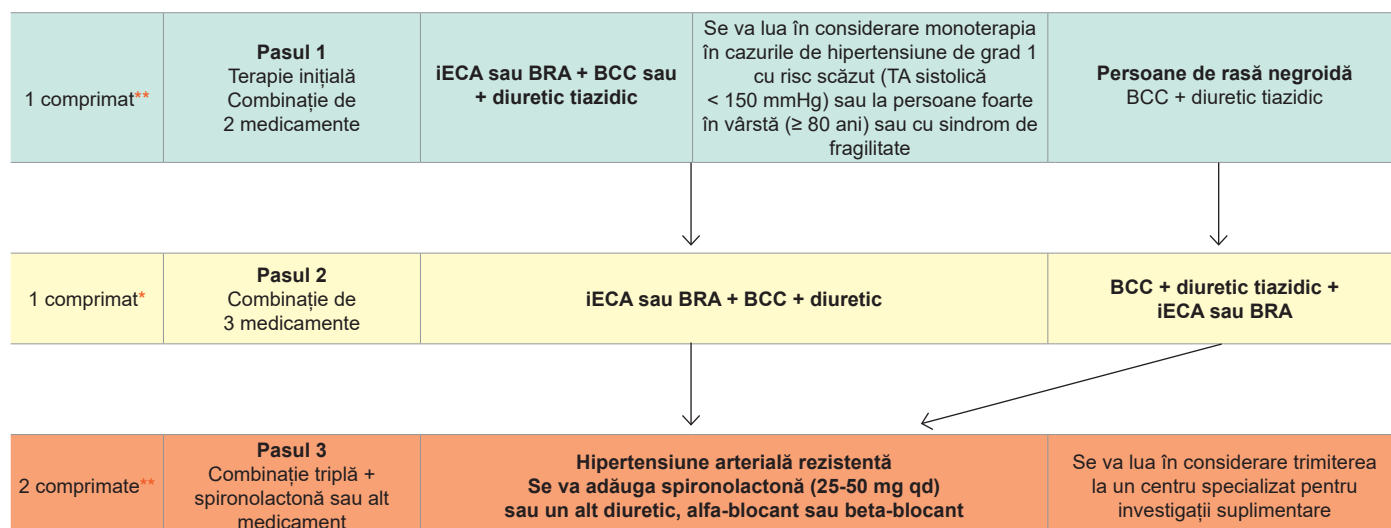 1 comprimat**
Pasul 1
Terapie inițială
Combinație de
2 medicamente
iECA sau BRA + BCC sau
+ diuretic tiazidic
Se va lua în considerare monoterapia
în cazurile de hipertensiune de grad 1
cu risc scăzut (TA sistolică
< 150 mmHg) sau la persoane foarte
în vârstă (≥ 80 ani) sau cu sindrom de
fragilitate
Persoane de rasă negroidă
BCC + diuretic tiazidic
1 comprimat*
Pasul 2
Combinație de
3 medicamente
iECA sau BRA + BCC + diuretic
BCC + diuretic tiazidic +
iECA sau BRA
2 comprimate**
Pasul 3
Combinație triplă +
spironolactonă sau alt
medicament
Hipertensiune arterială rezistentă
Se va adăuga spironolactonă (25-50 mg qd)
sau un alt diuretic, alfa-blocant sau beta-blocant
Se va lua în considerare trimiterea
la un centru specializat pentru
investigații suplimentare